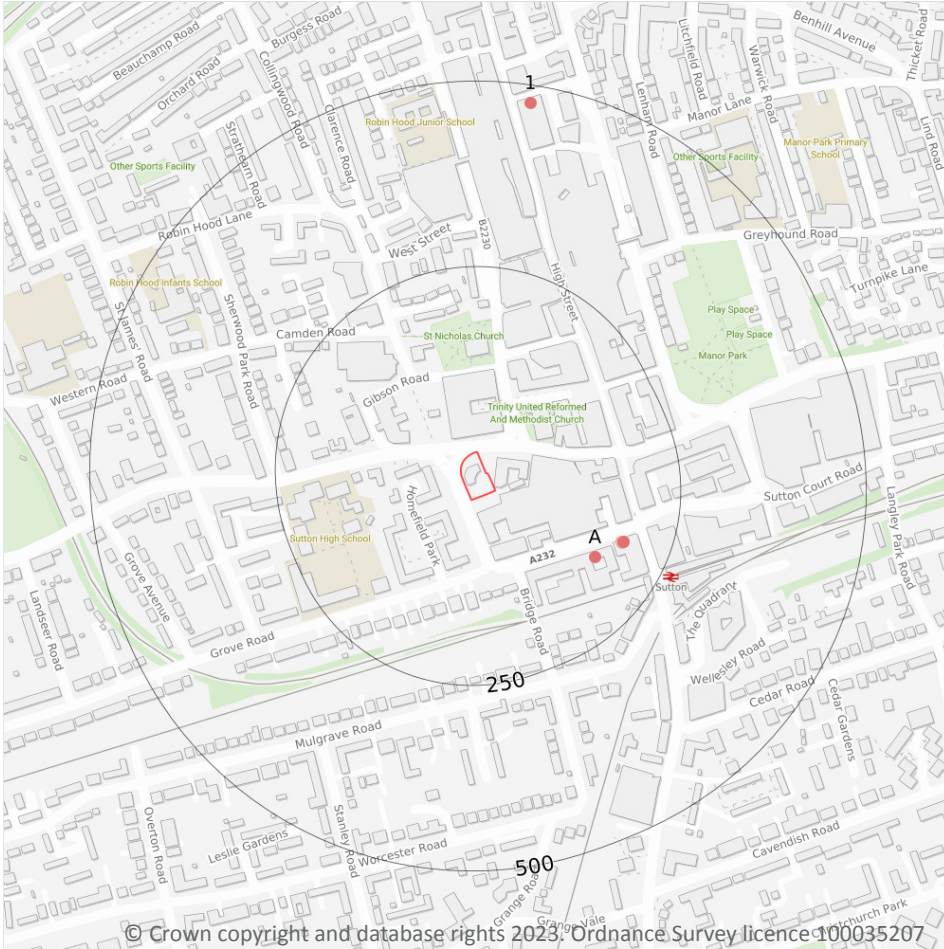 Burgess Road
Beauchamp Road
Orchard Road
Collingwood Road
Litchfield Road
Benhill Avenue
Thicket Road
Warwick Road
1
Clarence Road
Robin Hood Junior School
Lenham Road
Manor Lane
Lind Road
Strathearn Road
Other Sports Facility
Other Sports Facility
Manor Park Primary
School
Robin Hood Lane
West Street
B2230
Greyhound Road
High Street
Turnpike Lane
Robin Hood Infants School
St James' Road
Sherwood Park Road
Camden Road
St Nicholas Church
Play Space
Play Space
Manor Park
Western Road
Gibson Road
Trinity United Reformed
And Methodist Church
Sutton Court Road
Homefield Park
Langley Park Road
Sutton High School
A
A232
Sutton
The Quadrant
Grove Avenue
Landseer Road
Bridge Road
Grove Road
Wellesley Road
250
Cedar Road
Cedar Gardens
Mulgrave Road
Overton Road
Stanley Road
Leslie Gardens
Worcester Road
Cavendish Road
500
Grange Road
Grange Vale
© Crown copyright and database rights 2023. Ordnance Survey licence 100035207